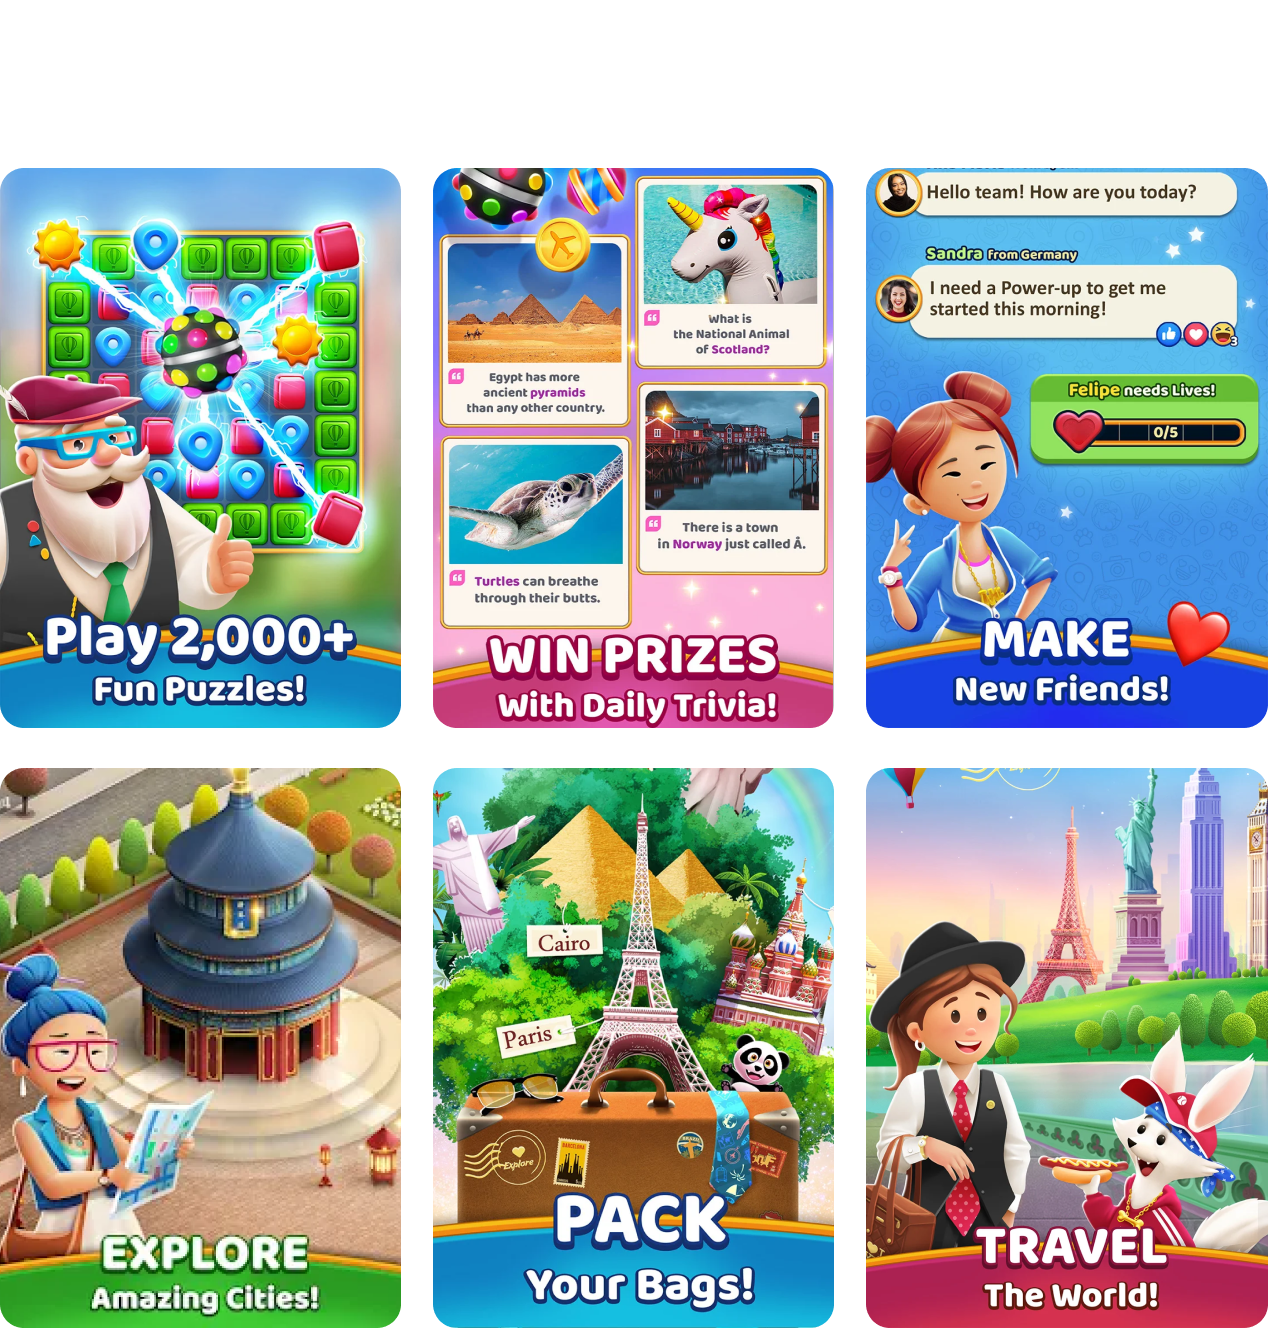 Play 2,000+
Fun Puzzles!
What is
the National Animal
of Scotland?
Egypt has more
ancient pyramids
than any other country.
There is a town
in Norway just called Å.
Turtles can breathe
through their butts.
WIN PRIZES
With Daily Trivia!
Hello team! How are you today?
Sandra from Germany
I need a Power-up to get me
started this morning!
3
Felipe needs Lives!
0/5
MAKE
New Friends!
EXPLORE
Amazing Cities!
Cairo
Paris
Explore
BARCELONA
PACK
Your Bags!
TRAVEL
The World!